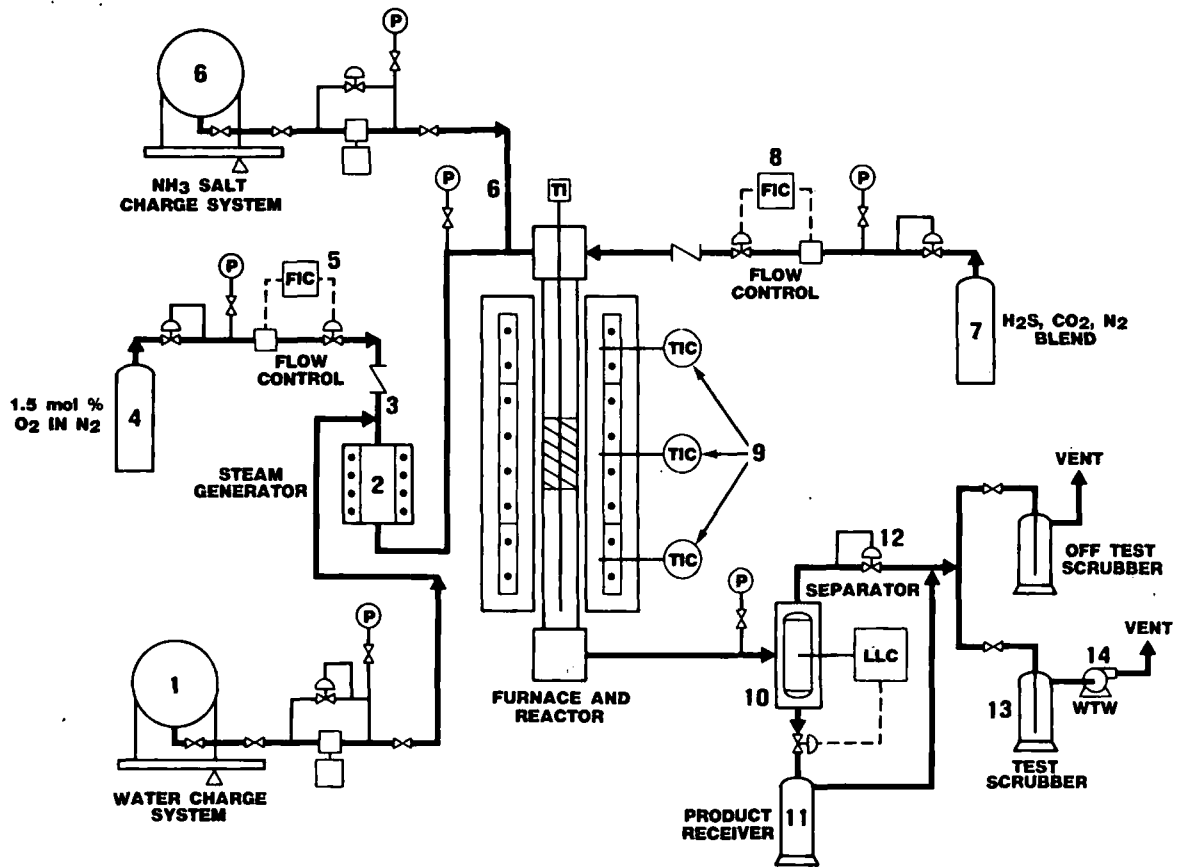 P
6
NH3 SALT
CHARGE SYSTEM
P
6
TI
8
FIC
P
FLOW
CONTROL
7
H2S, CO2, N2
BLEND
P
FIC
5
FLOW
CONTROL
4
1.5 mol %
O2 IN N2
3
STEAM
GENERATOR
2
TIC
TIC
TIC
9
FURNACE AND
REACTOR
1
P
WATER CHARGE
SYSTEM
P
12
SEPARATOR
LLC
10
PRODUCT
RECEIVER
11
VENT
OFF TEST
SCRUBBER
VENT
14
WTW
13
TEST
SCRUBBER